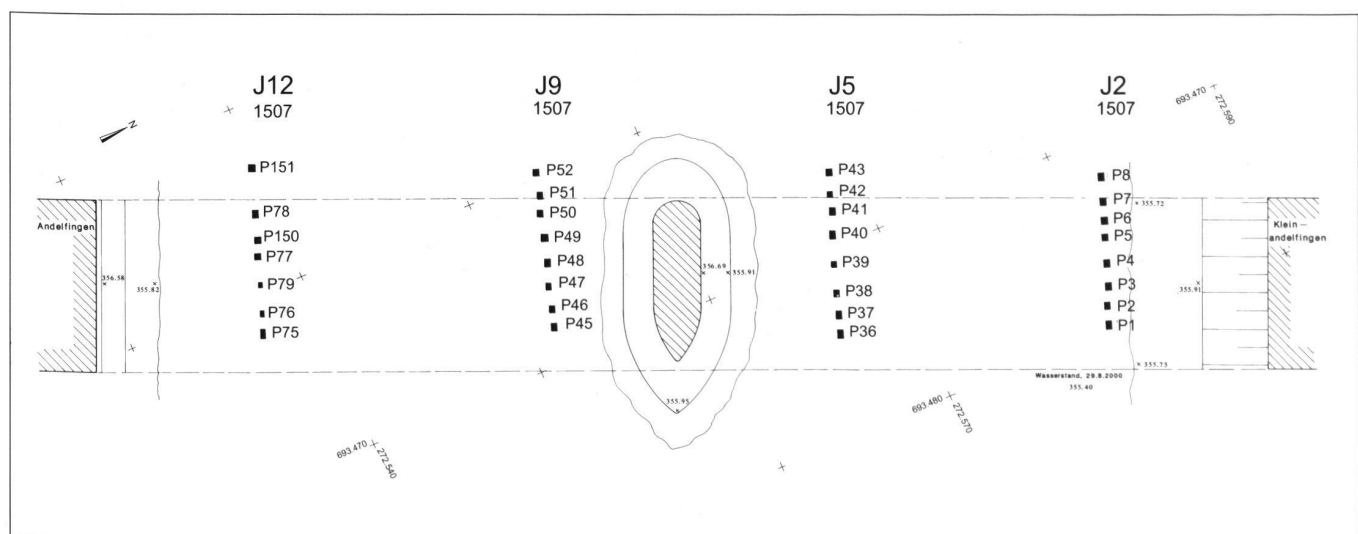 J12
1507
J9
1507
J5
1507
J2
1507
693.470
272.590
N
P151
P78
P150
P77
P79
P76
P75
P52
P51
P50
P49
P48
P47
P46
P45
P43
P42
P41
P40
P39
P38
P37
P36
P8
P7
P6
P5
P4
P3
P2
P1
Andelfingen
356.58
355.82
356.69
355.91
355.95
355.72
355.91
355.75
Klein –
andelfingen
Wasserstand, 29.8.2000
355.40
693.470
272.540
693.480
272.570